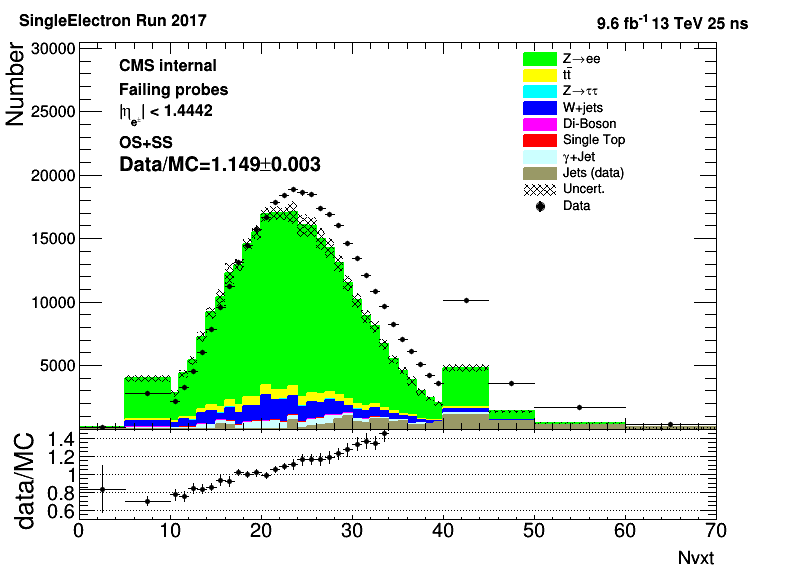 SingleElectron Run 2017
9.6 fb-1 13 TeV 25 ns
Number
30000
25000
20000
15000
10000
5000
CMS internal
Failing probes
|ηe±| < 1.4442
OS+SS
Data/MC=1.149±0.003
Z→ee
tt̄
Z→ττ
W+jets
Di-Boson
Single Top
γ+Jet
Jets (data)
Uncert.
Data
data/MC
1.4
1.2
1
0.8
0.6
0 10 20 30 40 50 60 70
Nvxt